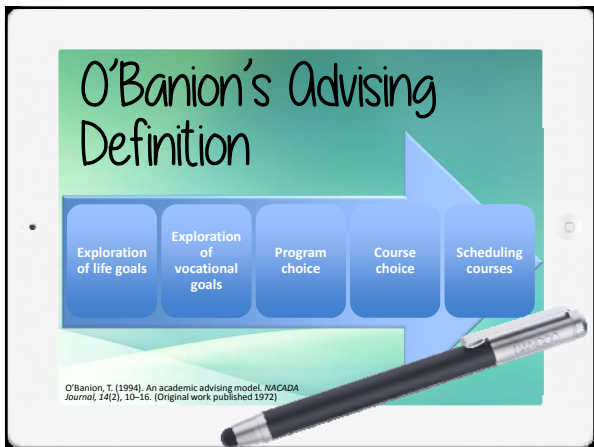 O'Banion's Advising
Definition
Exploration
of life goals
Exploration
of
vocational
goals
Program
choice
Course
choice
Scheduling
courses
O'Banion, T. (1994). An academic advising model. NACADA
Journal, 14(2), 10–16. (Original work published 1972)